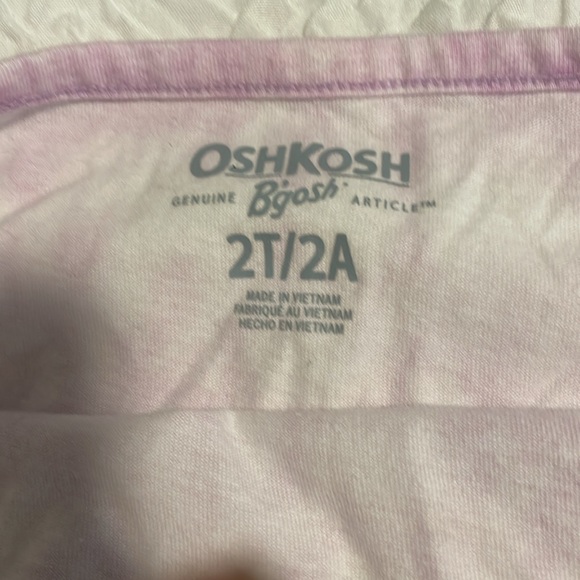 OSHKOSH
GENUINE B'gosh ARTICLE™
2T/2A
MADE IN VIETNAM
FABRIQUÉ AU VIETNAM
HECHO EN VIETNAM